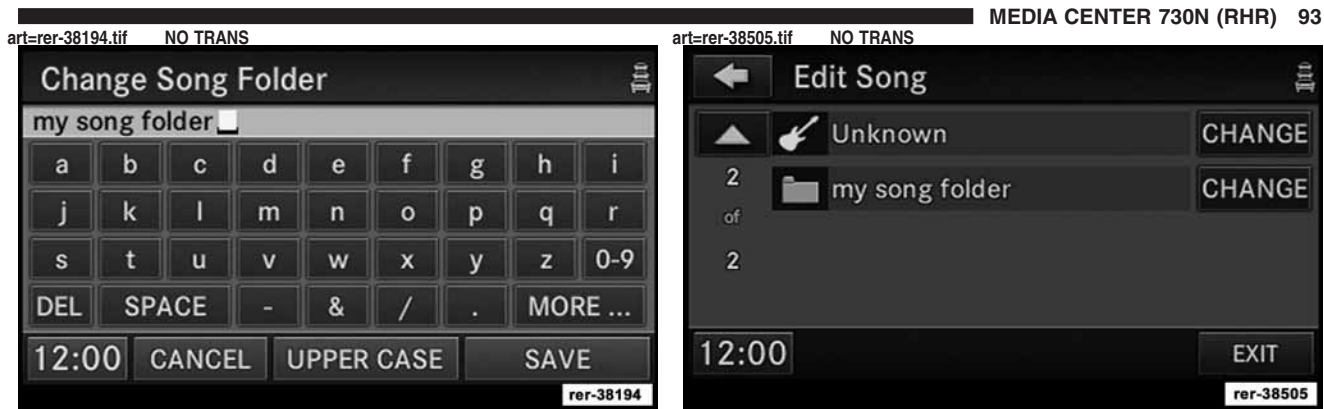 MEDIA CENTER 730N (RHR) 93
art=rer-38194.tif NO TRANS
Change Song Folder
my song folder
a b c d e f g h i
j k l m n o p q r
s t u v w x y z 0-9
DEL SPACE - & / . MORE ...
12:00 CANCEL UPPER CASE SAVE
rer-38194
art=rer-38505.tif NO TRANS
Edit Song
Unknown CHANGE
2 my song folder CHANGE
of
2
12:00 EXIT
rer-38505